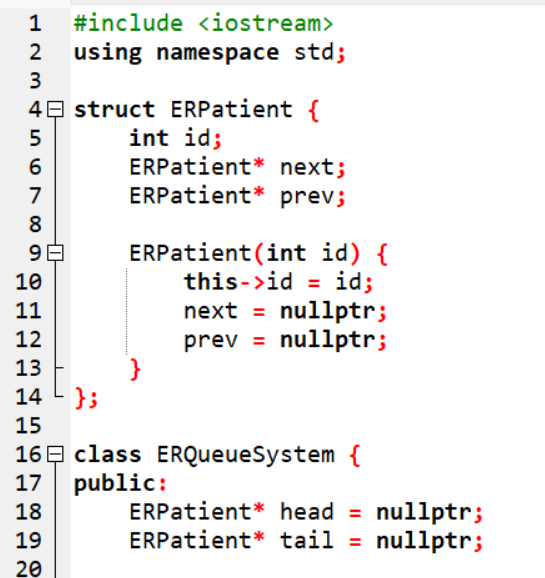 1 #include <iostream>
2 using namespace std;
3
4 struct ERPatient {
5     int id;
6     ERPatient* next;
7     ERPatient* prev;
8
9     ERPatient(int id) {
10         this->id = id;
11         next = nullptr;
12         prev = nullptr;
13     }
14 };
15
16 class ERQueueSystem {
17 public:
18     ERPatient* head = nullptr;
19     ERPatient* tail = nullptr;
20